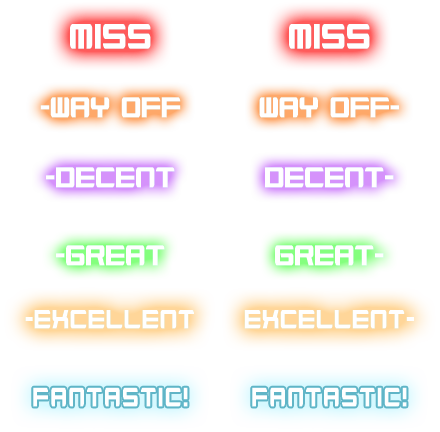 MISS MISS
-WAY OFF WAY OFF-
-DECENT DECENT-
-GREAT GREAT-
-EXCELLENT EXCELLENT-
FANTASTIC! FANTASTIC!